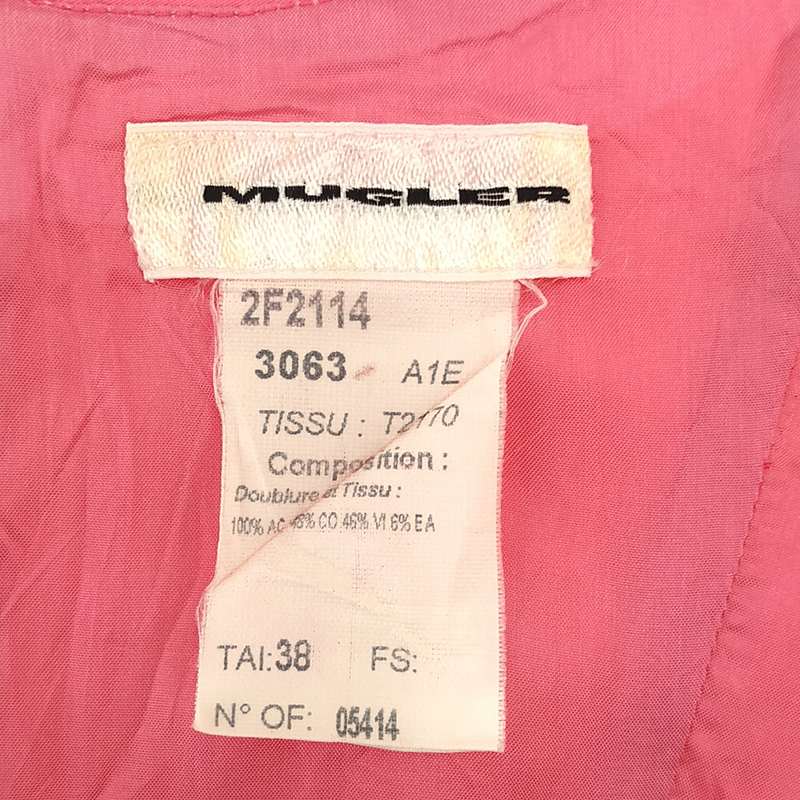 MUGLER
2F2114
3063 A1E
TISSU : T2170
Composition :
Doublure et Tissu :
100% AC 48% CO 46% VI 6% EA
TAI:38 FS:
N° OF: 05414